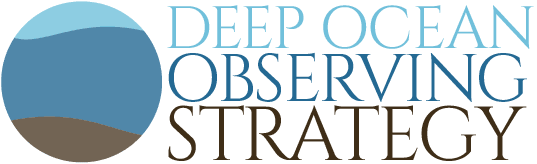 DEEP OCEAN
OBSERVING
STRATEGY